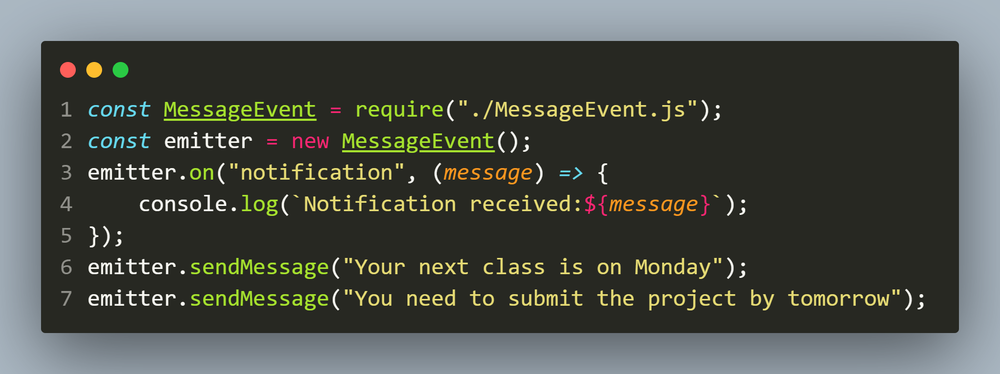 1 const MessageEvent = require("./MessageEvent.js");
2 const emitter = new MessageEvent();
3 emitter.on("notification", (message) => {
4     console.log(`Notification received:${message}`);
5 });
6 emitter.sendMessage("Your next class is on Monday");
7 emitter.sendMessage("You need to submit the project by tomorrow");